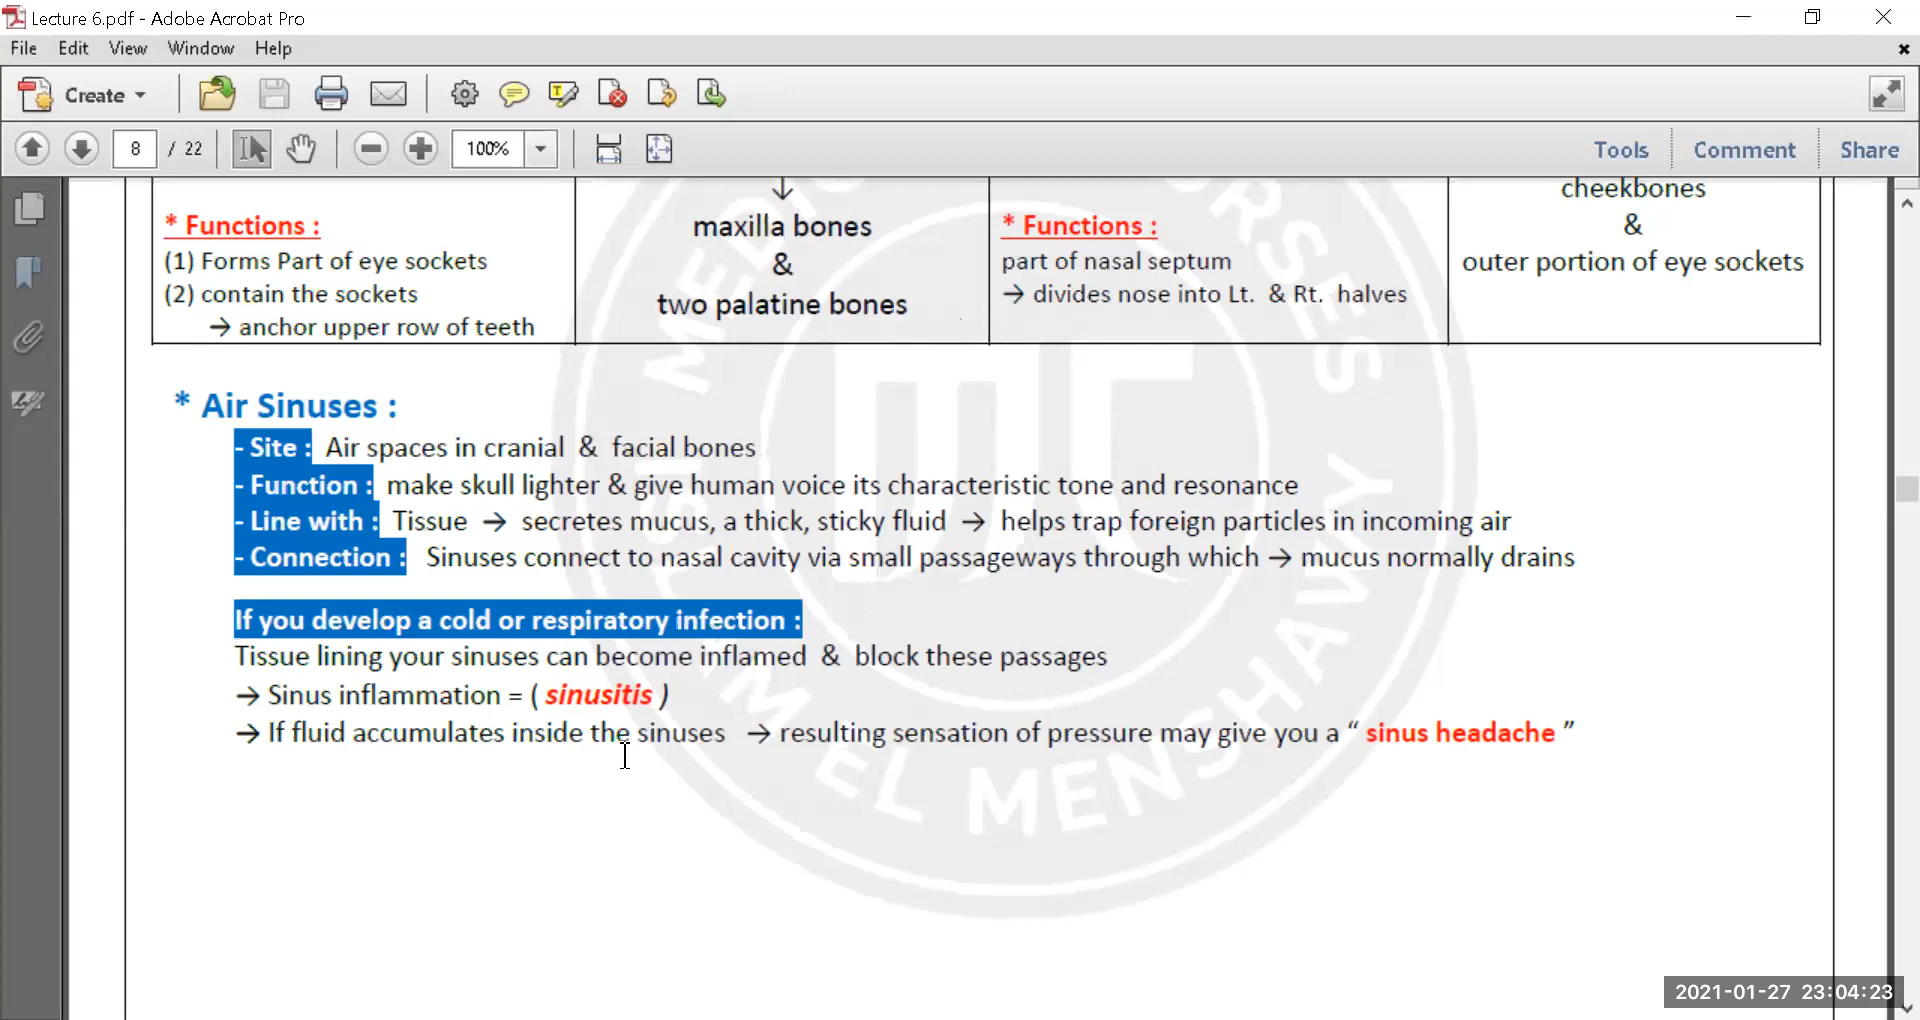 Lecture 6.pdf - Adobe Acrobat Pro
File Edit View Window Help
Create
8 / 22 100% Tools Comment Share
* Functions :
(1) Forms Part of eye sockets
(2) contain the sockets
→ anchor upper row of teeth
↓
maxilla bones
&
two palatine bones
* Functions :
part of nasal septum
→ divides nose into Lt. & Rt. halves
cheekbones
&
outer portion of eye sockets
* Air Sinuses :
- Site : Air spaces in cranial & facial bones
- Function : make skull lighter & give human voice its characteristic tone and resonance
- Line with : Tissue → secretes mucus, a thick, sticky fluid → helps trap foreign particles in incoming air
- Connection : Sinuses connect to nasal cavity via small passageways through which → mucus normally drains
If you develop a cold or respiratory infection :
Tissue lining your sinuses can become inflamed & block these passages
→ Sinus inflammation = ( sinusitis )
→ If fluid accumulates inside the sinuses → resulting sensation of pressure may give you a “ sinus headache ”
EL MENSHAWY
2021-01-27 23:04:23